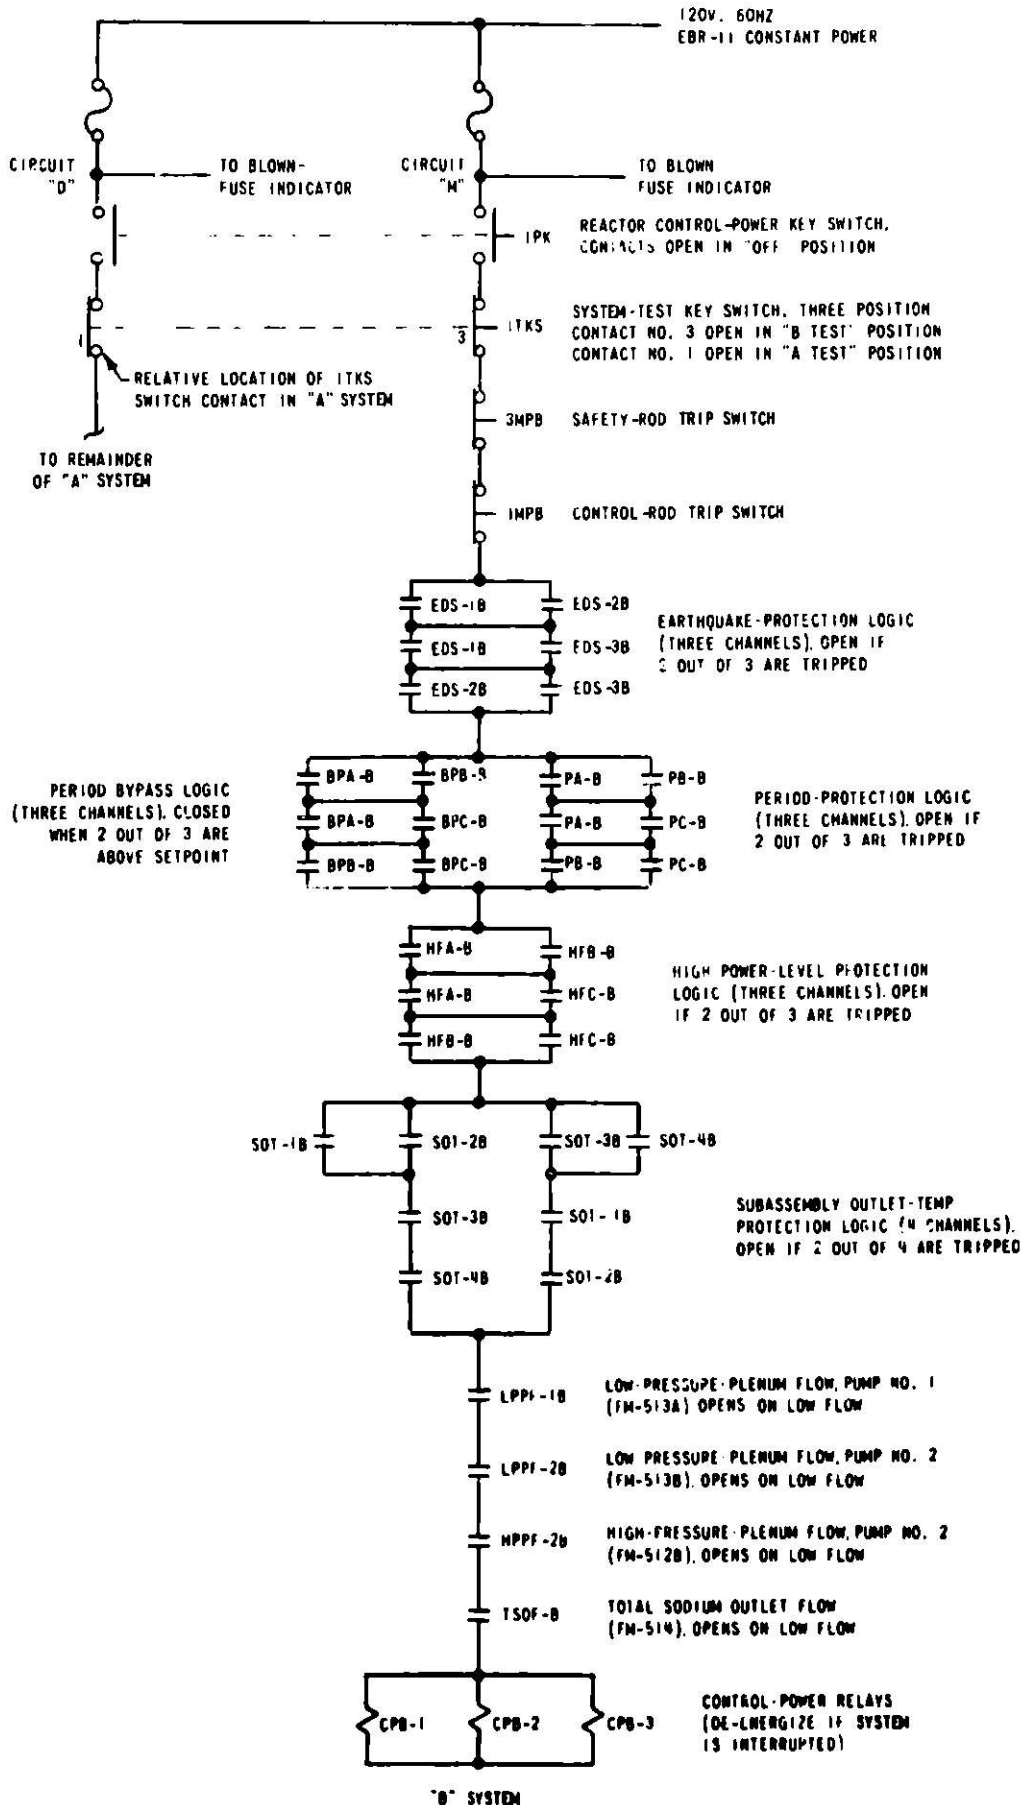 120V. 60HZ
EBR-II CONSTANT POWER
CIRCUIT
"D"
TO BLOWN-
FUSE INDICATOR
CIRCUIT
"M"
TO BLOWN
FUSE INDICATOR
1PK
REACTOR CONTROL-POWER KEY SWITCH,
CONTACTS OPEN IN "OFF" POSITION
1
3
1TKS
SYSTEM-TEST KEY SWITCH, THREE POSITION
CONTACT NO. 3 OPEN IN "B TEST" POSITION
CONTACT NO. 1 OPEN IN "A TEST" POSITION
RELATIVE LOCATION OF 1TKS
SWITCH CONTACT IN "A" SYSTEM
3MPB
SAFETY-ROD TRIP SWITCH
TO REMAINDER
OF "A" SYSTEM
1MPB
CONTROL-ROD TRIP SWITCH
EDS-1B
EDS-2B
EDS-1B
EDS-3B
EDS-2B
EDS-3B
EARTHQUAKE-PROTECTION LOGIC
(THREE CHANNELS). OPEN IF
2 OUT OF 3 ARE TRIPPED
PERIOD BYPASS LOGIC
(THREE CHANNELS). CLOSED
WHEN 2 OUT OF 3 ARE
ABOVE SETPOINT
BPA-B
BPB-B
PA-B
PB-B
BPA-B
BPC-B
PA-B
PC-B
BPB-B
BPC-B
PB-B
PC-B
PERIOD-PROTECTION LOGIC
(THREE CHANNELS). OPEN IF
2 OUT OF 3 ARE TRIPPED
HFA-B
HFB-B
HFA-B
HFC-B
HFB-B
HFC-B
HIGH POWER-LEVEL PROTECTION
LOGIC (THREE CHANNELS). OPEN
IF 2 OUT OF 3 ARE TRIPPED
SOT-1B
SOT-2B
SOT-3B
SOT-4B
SOT-3B
SOT-1B
SOT-4B
SOT-2B
SUBASSEMBLY OUTLET-TEMP
PROTECTION LOGIC (4 CHANNELS).
OPEN IF 2 OUT OF 4 ARE TRIPPED
LPPF-1B
LOW-PRESSURE-PLENUM FLOW, PUMP NO. 1
(FM-513A) OPENS ON LOW FLOW
LPPF-2B
LOW PRESSURE-PLENUM FLOW, PUMP NO. 2
(FM-513B), OPENS ON LOW FLOW
HPPF-2B
HIGH-PRESSURE-PLENUM FLOW, PUMP NO. 2
(FM-512B), OPENS ON LOW FLOW
TSOF-B
TOTAL SODIUM OUTLET FLOW
(FM-514), OPENS ON LOW FLOW
CPB-1
CPB-2
CPB-3
CONTROL-POWER RELAYS
(DE-ENERGIZE IF SYSTEM
IS INTERRUPTED)
"B" SYSTEM